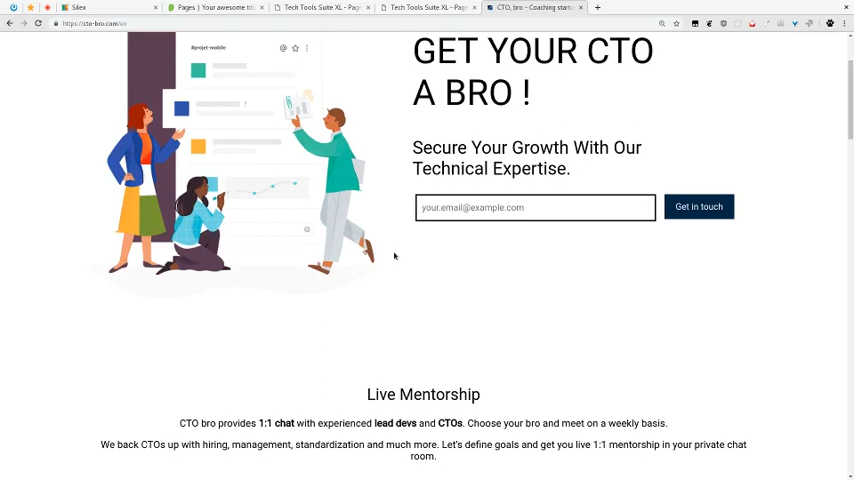 Silex
Pages | Your awesome titl
Tech Tools Suite XL - Page
Tech Tools Suite XL - Page
CTO, bro - Coaching startu
https://cto-bro.com/en
#projet-mobile
GET YOUR CTO
A BRO !
Secure Your Growth With Our
Technical Expertise.
your.email@example.com
Get in touch
Live Mentorship
CTO bro provides 1:1 chat with experienced lead devs and CTOs. Choose your bro and meet on a weekly basis.
We back CTOs up with hiring, management, standardization and much more. Let's define goals and get you live 1:1 mentorship in your private chat
room.